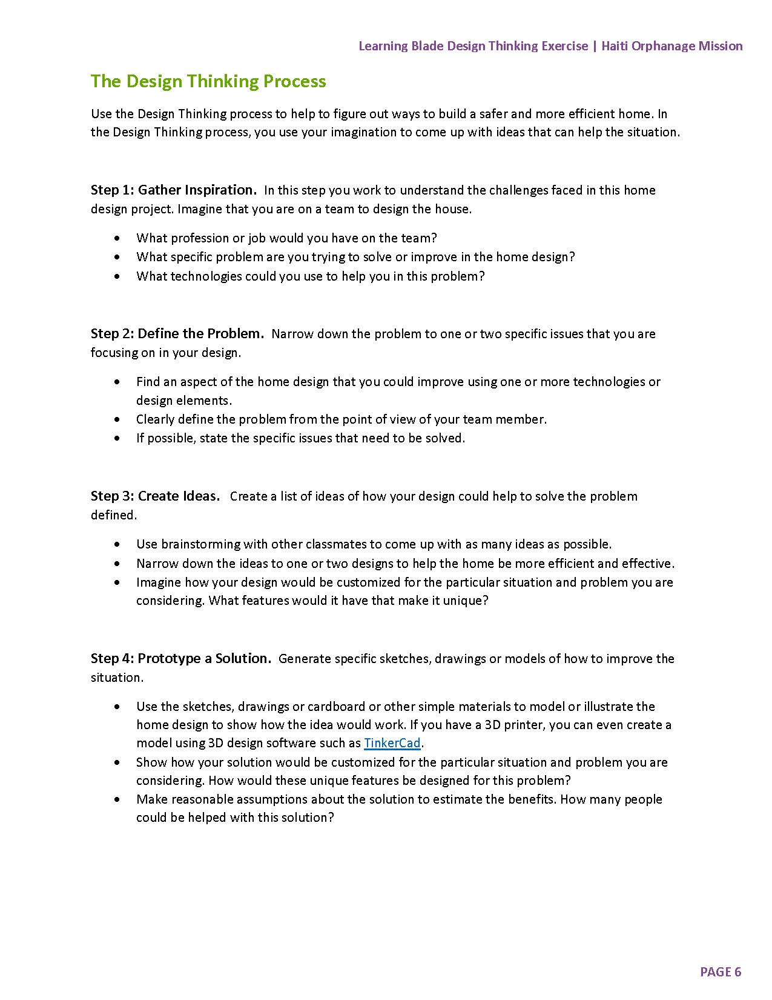 Learning Blade Design Thinking Exercise | Haiti Orphanage Mission
The Design Thinking Process
Use the Design Thinking process to help to figure out ways to build a safer and more efficient home. In
the Design Thinking process, you use your imagination to come up with ideas that can help the situation.
Step 1: Gather Inspiration. In this step you work to understand the challenges faced in this home
design project. Imagine that you are on a team to design the house.
• What profession or job would you have on the team?
• What specific problem are you trying to solve or improve in the home design?
• What technologies could you use to help you in this problem?
Step 2: Define the Problem. Narrow down the problem to one or two specific issues that you are
focusing on in your design.
• Find an aspect of the home design that you could improve using one or more technologies or
design elements.
• Clearly define the problem from the point of view of your team member.
• If possible, state the specific issues that need to be solved.
Step 3: Create Ideas. Create a list of ideas of how your design could help to solve the problem
defined.
• Use brainstorming with other classmates to come up with as many ideas as possible.
• Narrow down the ideas to one or two designs to help the home be more efficient and effective.
• Imagine how your design would be customized for the particular situation and problem you are
considering. What features would it have that make it unique?
Step 4: Prototype a Solution. Generate specific sketches, drawings or models of how to improve the
situation.
• Use the sketches, drawings or cardboard or other simple materials to model or illustrate the
home design to show how the idea would work. If you have a 3D printer, you can even create a
model using 3D design software such as TinkerCad.
• Show how your solution would be customized for the particular situation and problem you are
considering. How would these unique features be designed for this problem?
• Make reasonable assumptions about the solution to estimate the benefits. How many people
could be helped with this solution?
PAGE 6